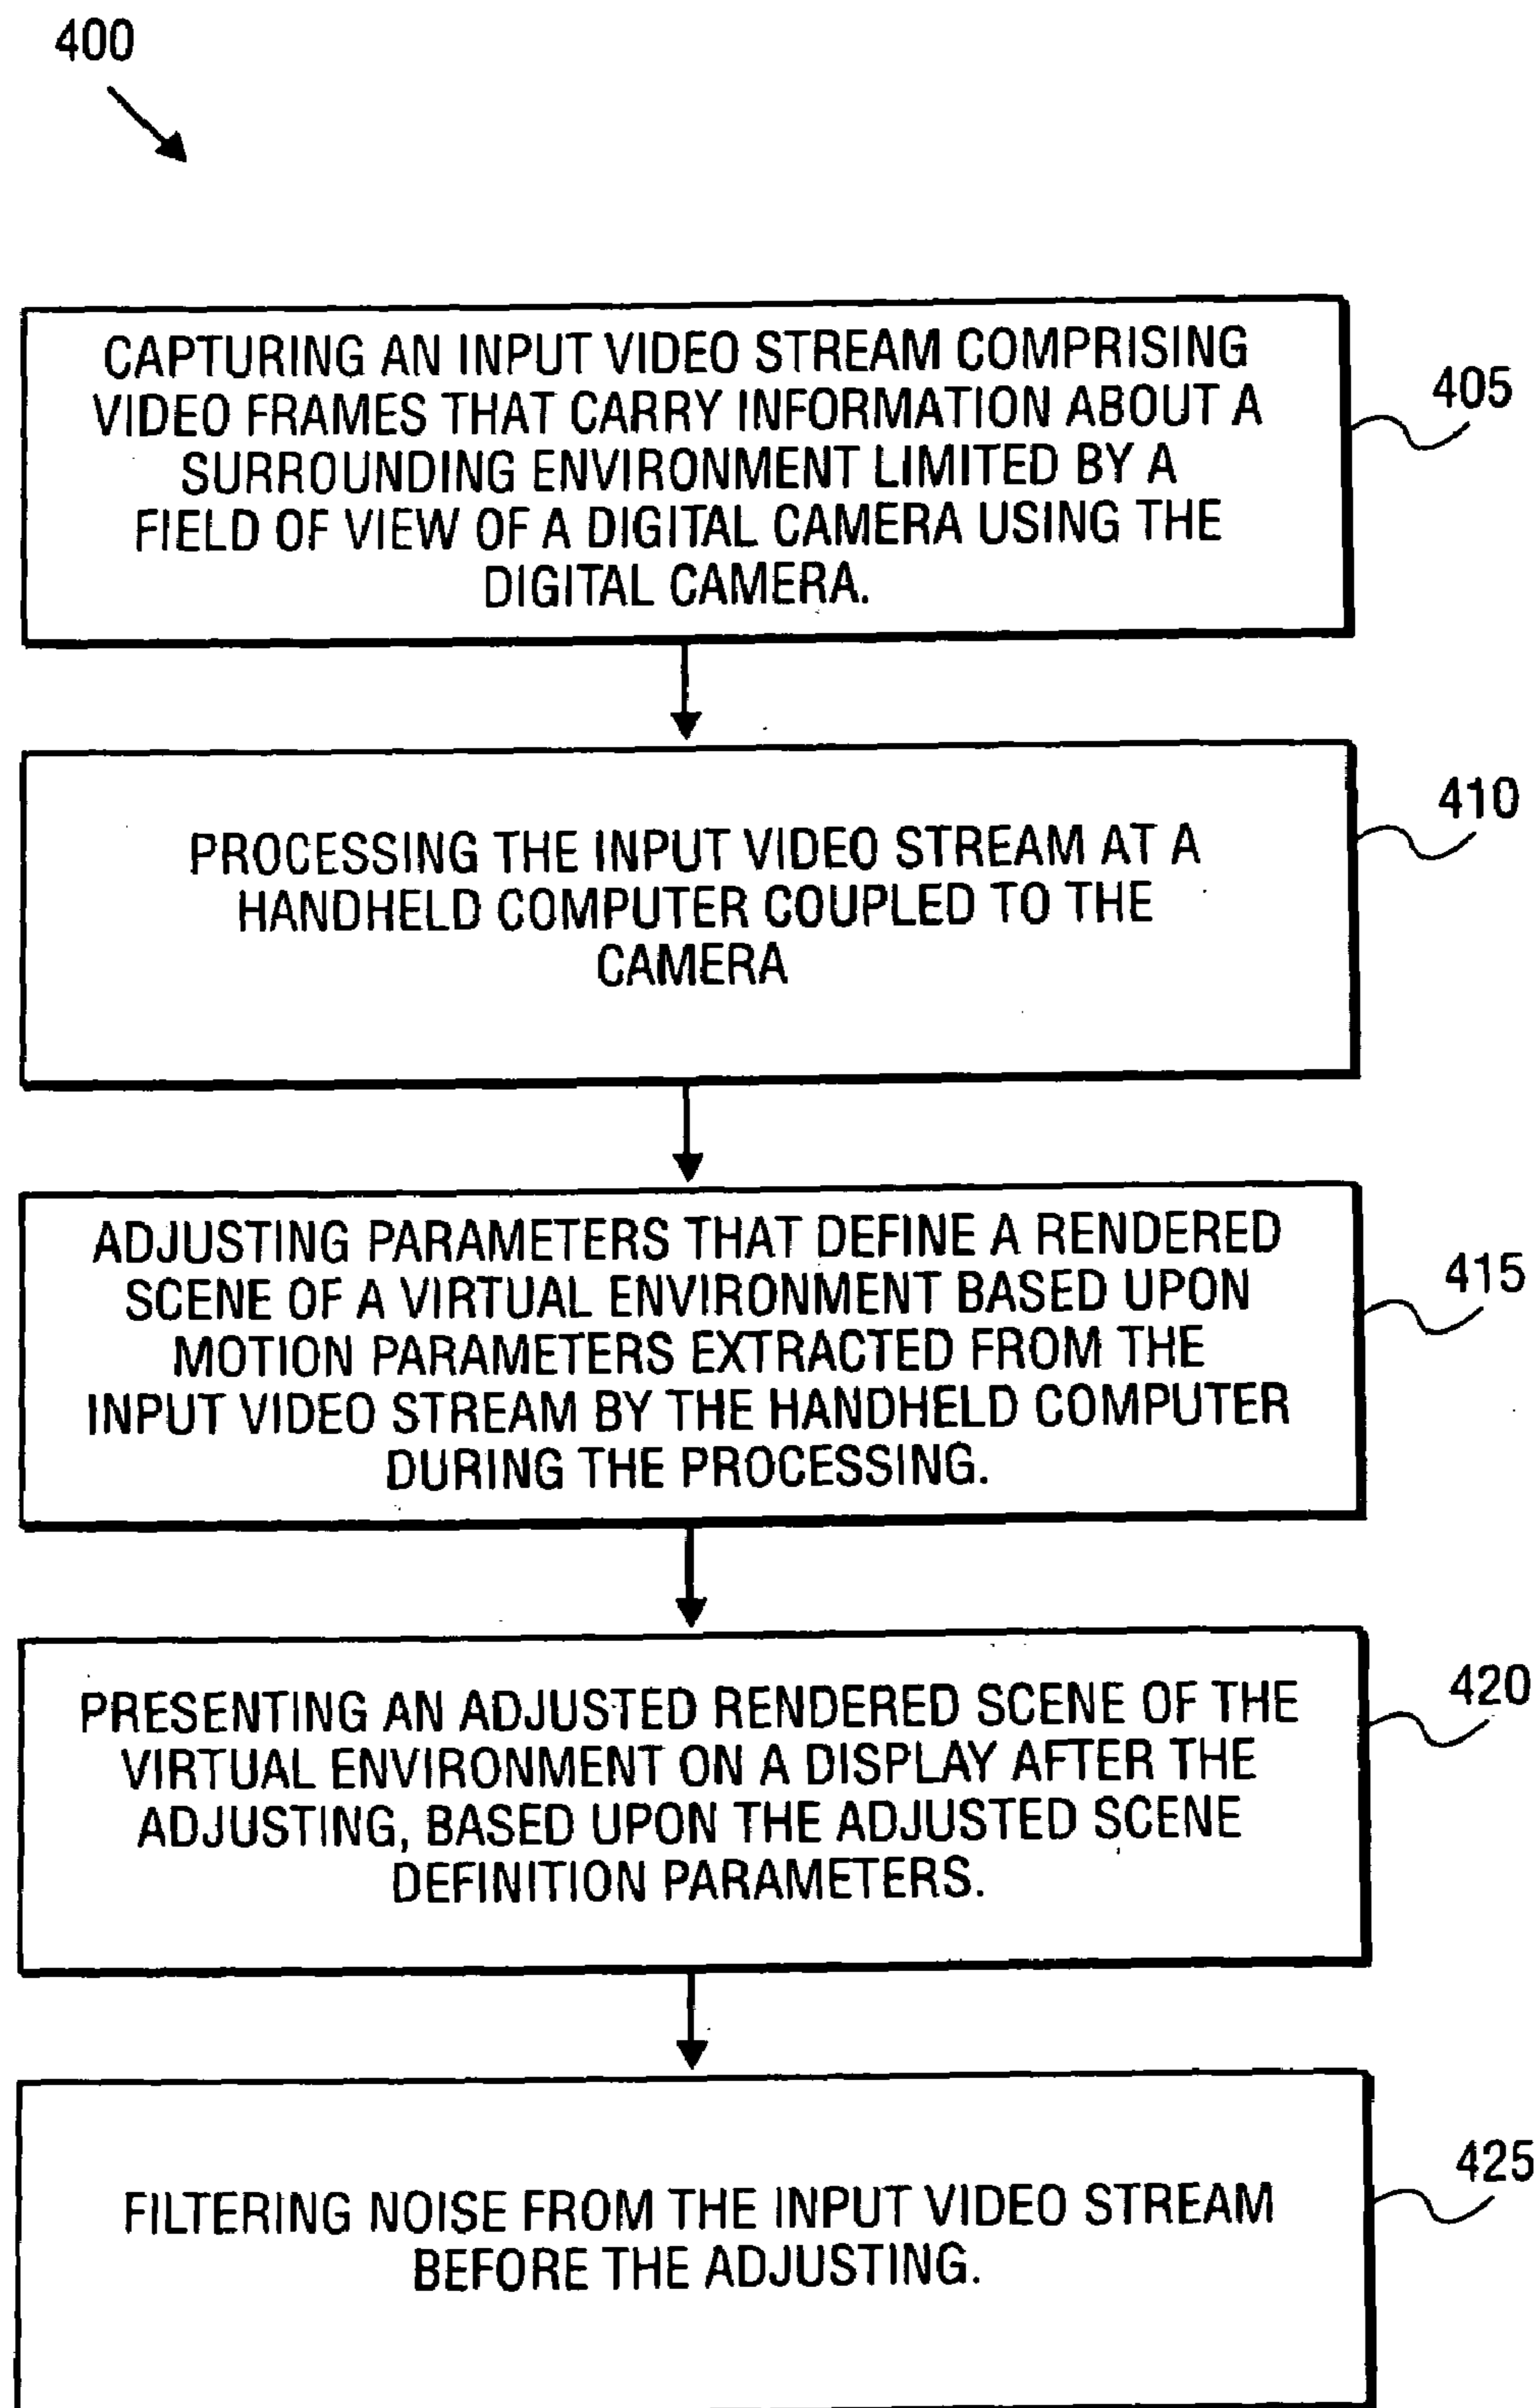 400
CAPTURING AN INPUT VIDEO STREAM COMPRISING
VIDEO FRAMES THAT CARRY INFORMATION ABOUT A
SURROUNDING ENVIRONMENT LIMITED BY A
FIELD OF VIEW OF A DIGITAL CAMERA USING THE
DIGITAL CAMERA.
405
PROCESSING THE INPUT VIDEO STREAM AT A
HANDHELD COMPUTER COUPLED TO THE
CAMERA
410
ADJUSTING PARAMETERS THAT DEFINE A RENDERED
SCENE OF A VIRTUAL ENVIRONMENT BASED UPON
MOTION PARAMETERS EXTRACTED FROM THE
INPUT VIDEO STREAM BY THE HANDHELD COMPUTER
DURING THE PROCESSING.
415
PRESENTING AN ADJUSTED RENDERED SCENE OF THE
VIRTUAL ENVIRONMENT ON A DISPLAY AFTER THE
ADJUSTING, BASED UPON THE ADJUSTED SCENE
DEFINITION PARAMETERS.
420
FILTERING NOISE FROM THE INPUT VIDEO STREAM
BEFORE THE ADJUSTING.
425